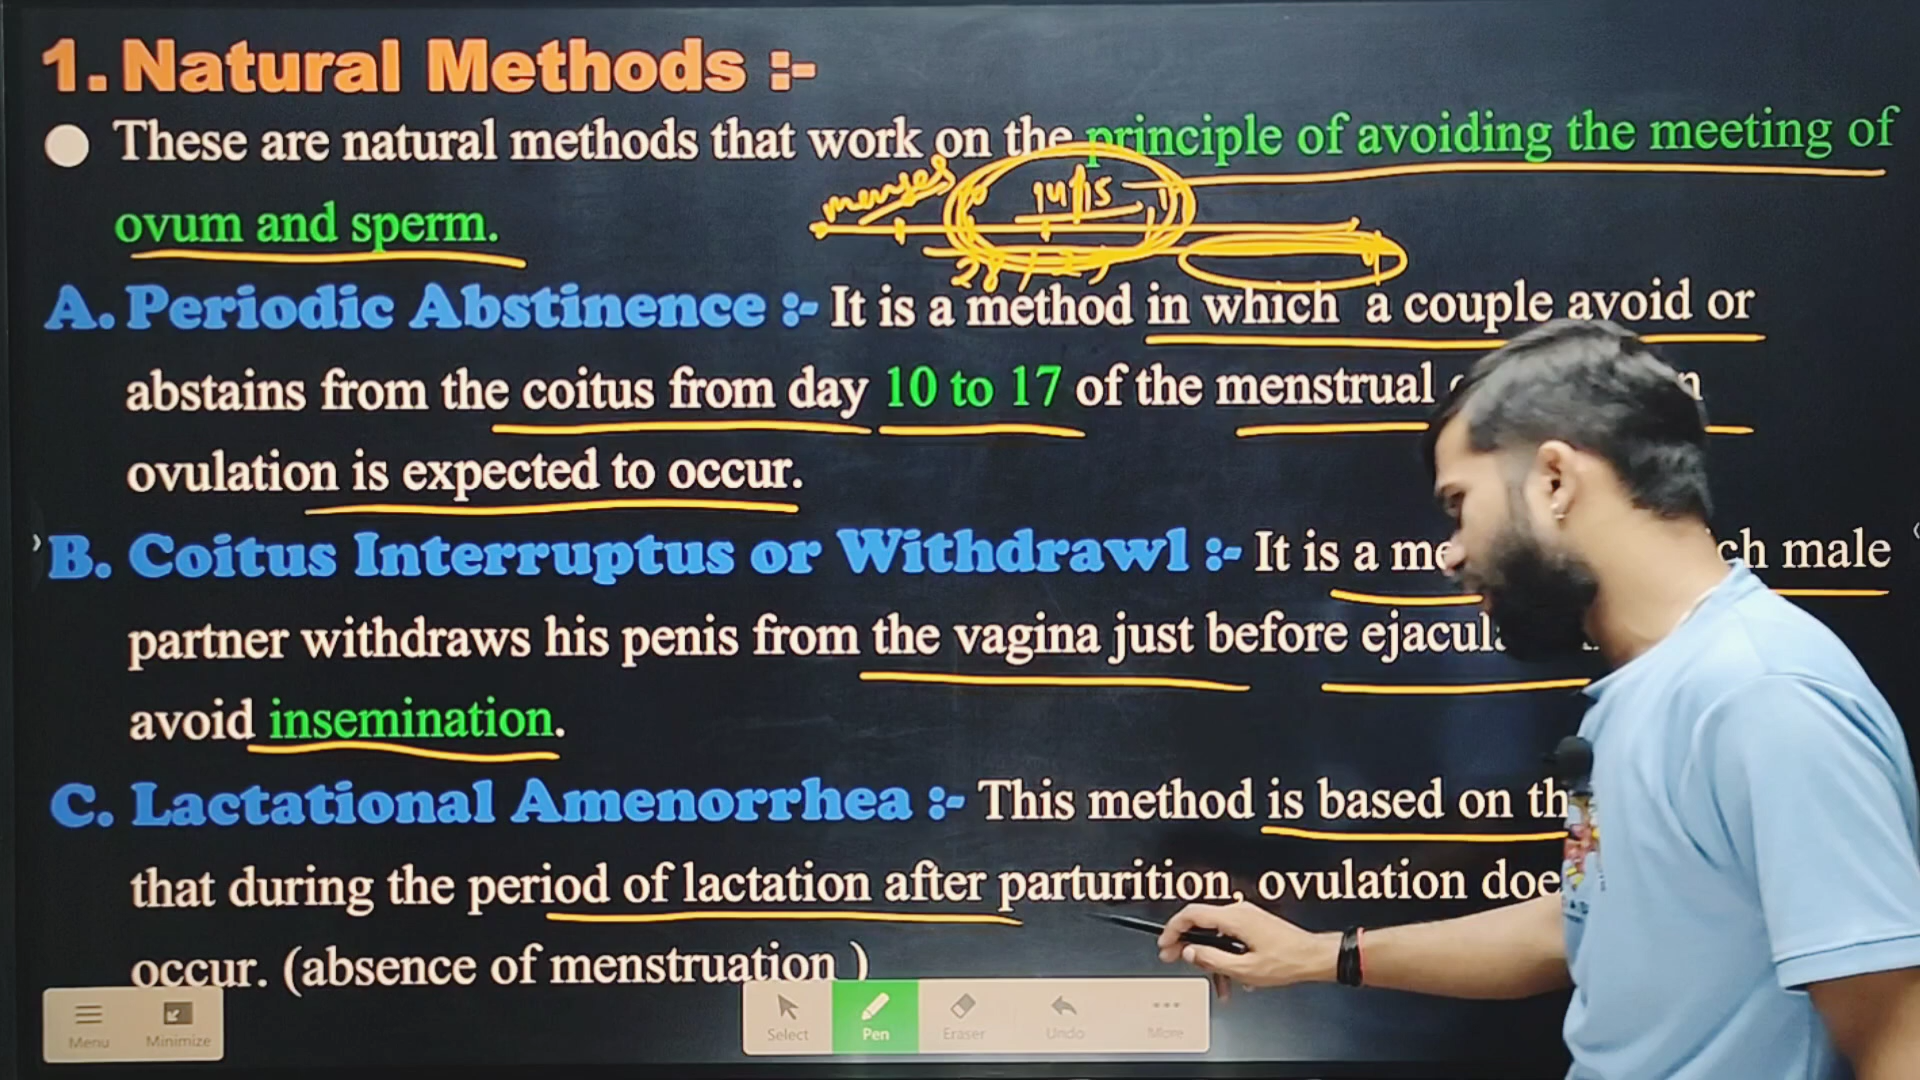 1. Natural Methods :-
These are natural methods that work on the principle of avoiding the meeting of
ovum and sperm.
menses 14/15
A. Periodic Abstinence :- It is a method in which a couple avoid or
abstains from the coitus from day 10 to 17 of the menstrual
ovulation is expected to occur.
B. Coitus Interruptus or Withdrawl :- It is a male
partner withdraws his penis from the vagina just before
avoid insemination.
C. Lactational Amenorrhea :- This method is based on
that during the period of lactation after parturition, ovulation
occur. (absence of menstruation )
Menu Minimize Select Pen Eraser Undo More